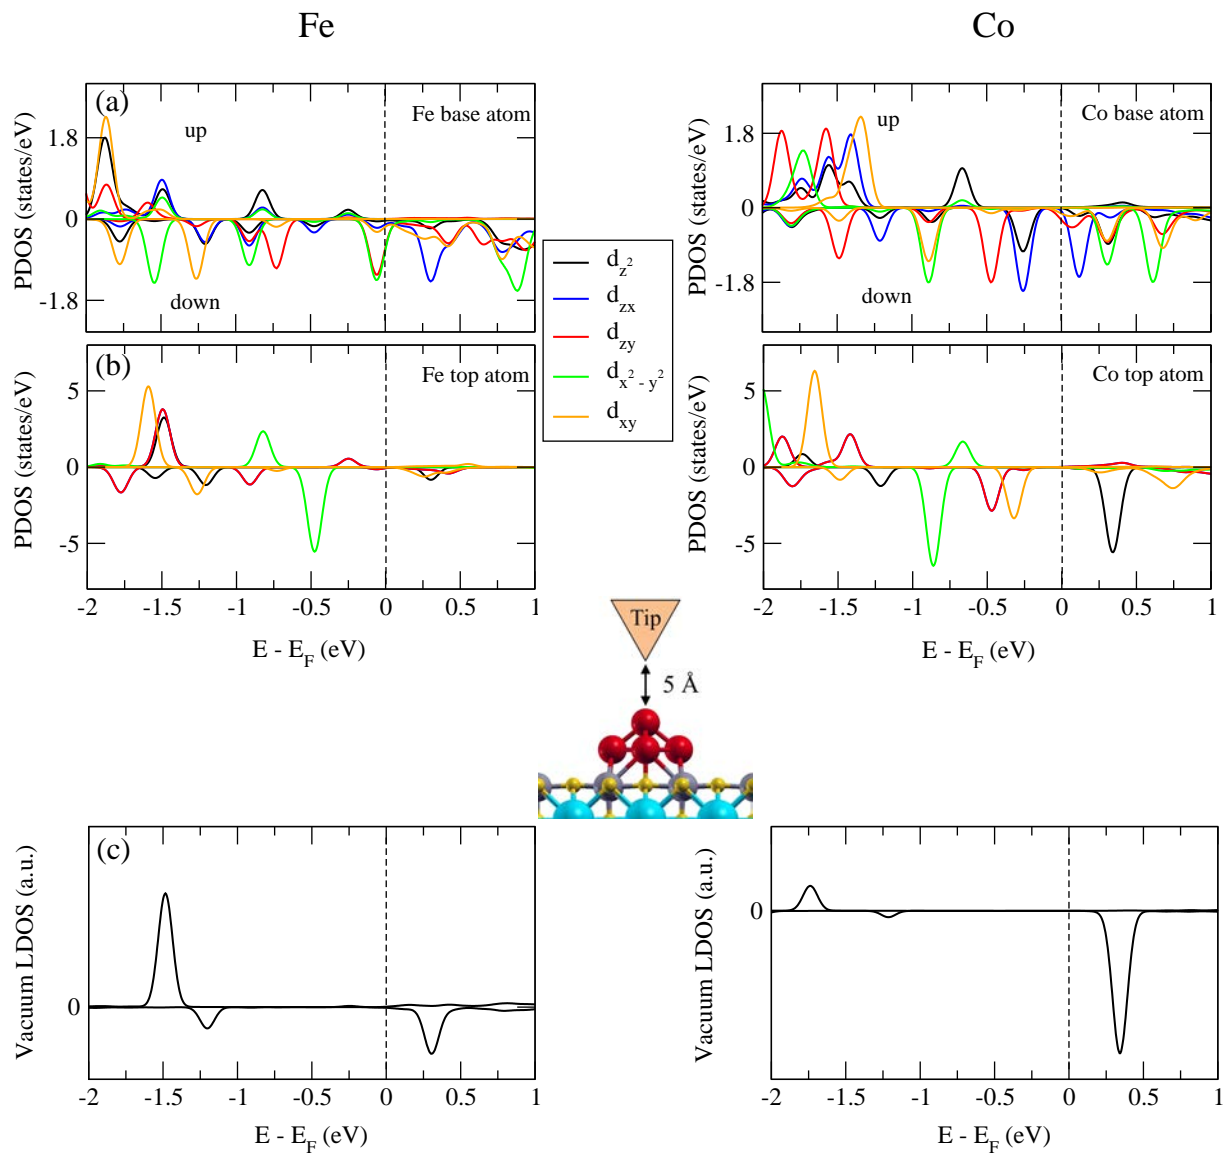 Fe
Co
(a)
up
Fe base atom
PDOS (states/eV)
1.8
0
-1.8
down
up
Co base atom
PDOS (states/eV)
1.8
0
-1.8
down
d_z²
d_zx
d_zy
d_x² - y²
d_xy
(b)
Fe top atom
PDOS (states/eV)
5
0
-5
-2 -1.5 -1 -0.5 0 0.5 1
E - E_F (eV)
Co top atom
PDOS (states/eV)
5
0
-5
-2 -1.5 -1 -0.5 0 0.5 1
E - E_F (eV)
Tip
5 Å
(c)
Vacuum LDOS (a.u.)
0
-2 -1.5 -1 -0.5 0 0.5 1
E - E_F (eV)
Vacuum LDOS (a.u.)
0
-2 -1.5 -1 -0.5 0 0.5 1
E - E_F (eV)